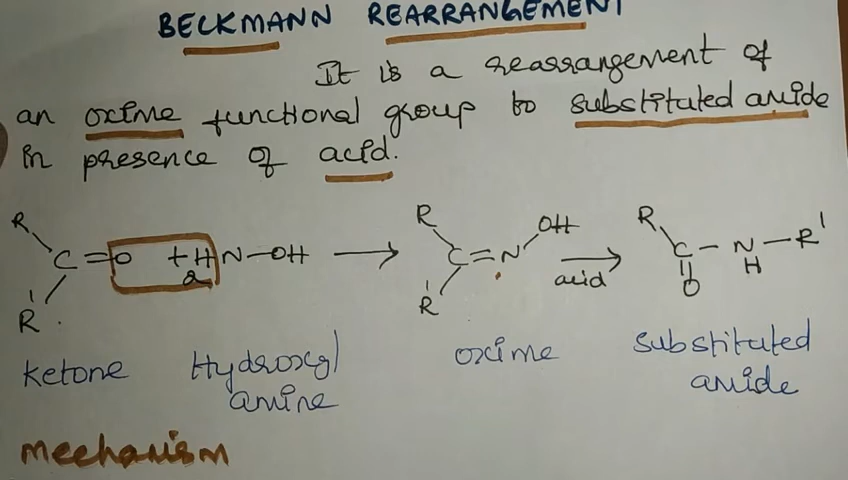 BECKMANN REARRANGEMENT
It is a rearrangement of
an oxime functional group to substituted amide
in presence of acid.
R OH R
C=O + H2N-OH → C=N → acid C-N-R'
R' R' O H
ketone Hydroxyl amine oxime substituted amide
mechanism